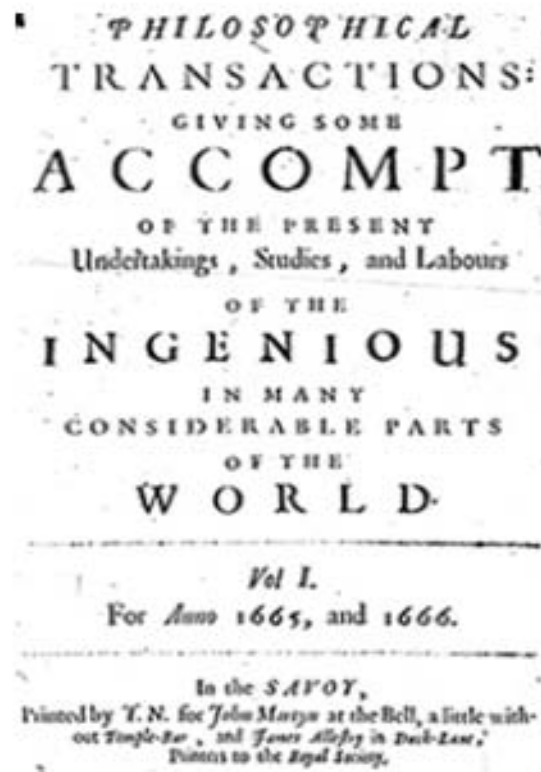 PHILOSOPHICAL
TRANSACTIONS:
GIVING SOME
ACCOMPT
OF THE PRESENT
Undertakings, Studies, and Labours
OF THE
INGENIOUS
IN MANY
CONSIDERABLE PARTS
OF THE
WORLD.
Vol I.
For Anno 1665, and 1666.
In the SAVOY,
Printed by T. N. for John Martyn at the Bell, a little with-
out Temple-Bar, and James Allestry in Duck-Lane,
Printers to the Royal Society.